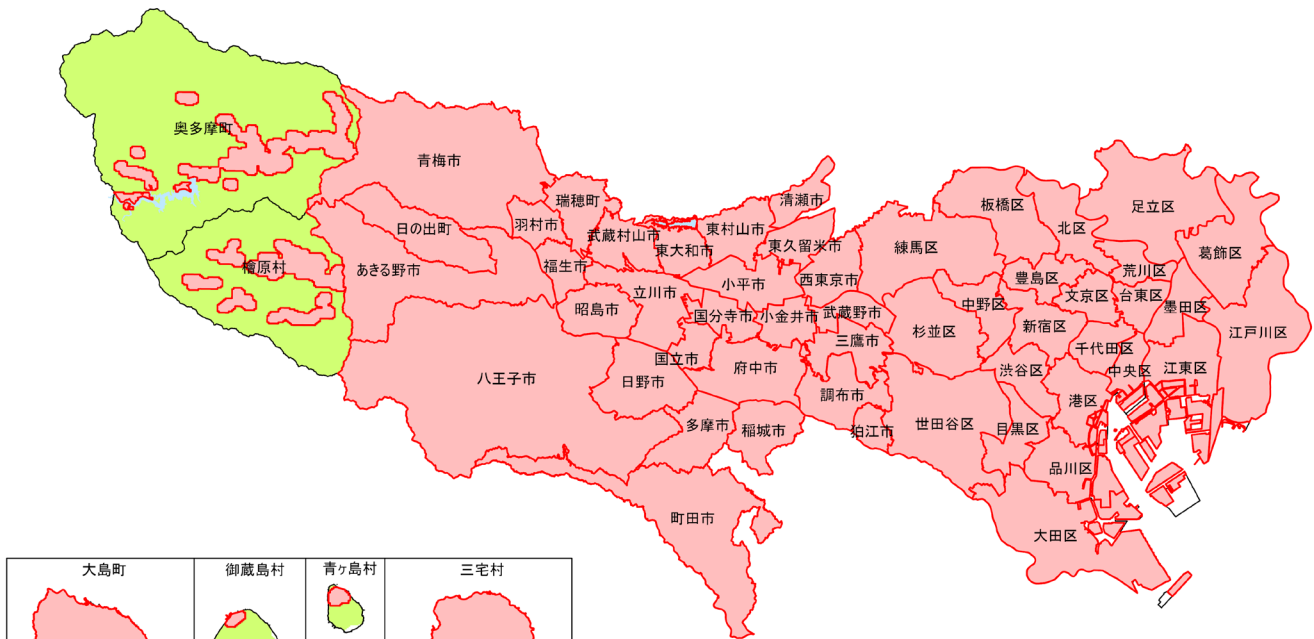 奥多摩町
檜原村
青梅市
日の出町
あきる野市
羽村市
瑞穂町
福生市
武蔵村山市
東大和市
東村山市
清瀬市
東久留米市
西東京市
小平市
昭島市
立川市
国分寺市
小金井市
武蔵野市
三鷹市
国立市
府中市
調布市
狛江市
八王子市
日野市
多摩市
稲城市
町田市
練馬区
板橋区
北区
足立区
葛飾区
荒川区
豊島区
文京区
台東区
墨田区
江戸川区
中野区
杉並区
新宿区
千代田区
中央区
江東区
渋谷区
港区
世田谷区
目黒区
品川区
大田区
大島町
御蔵島村
青ヶ島村
三宅村